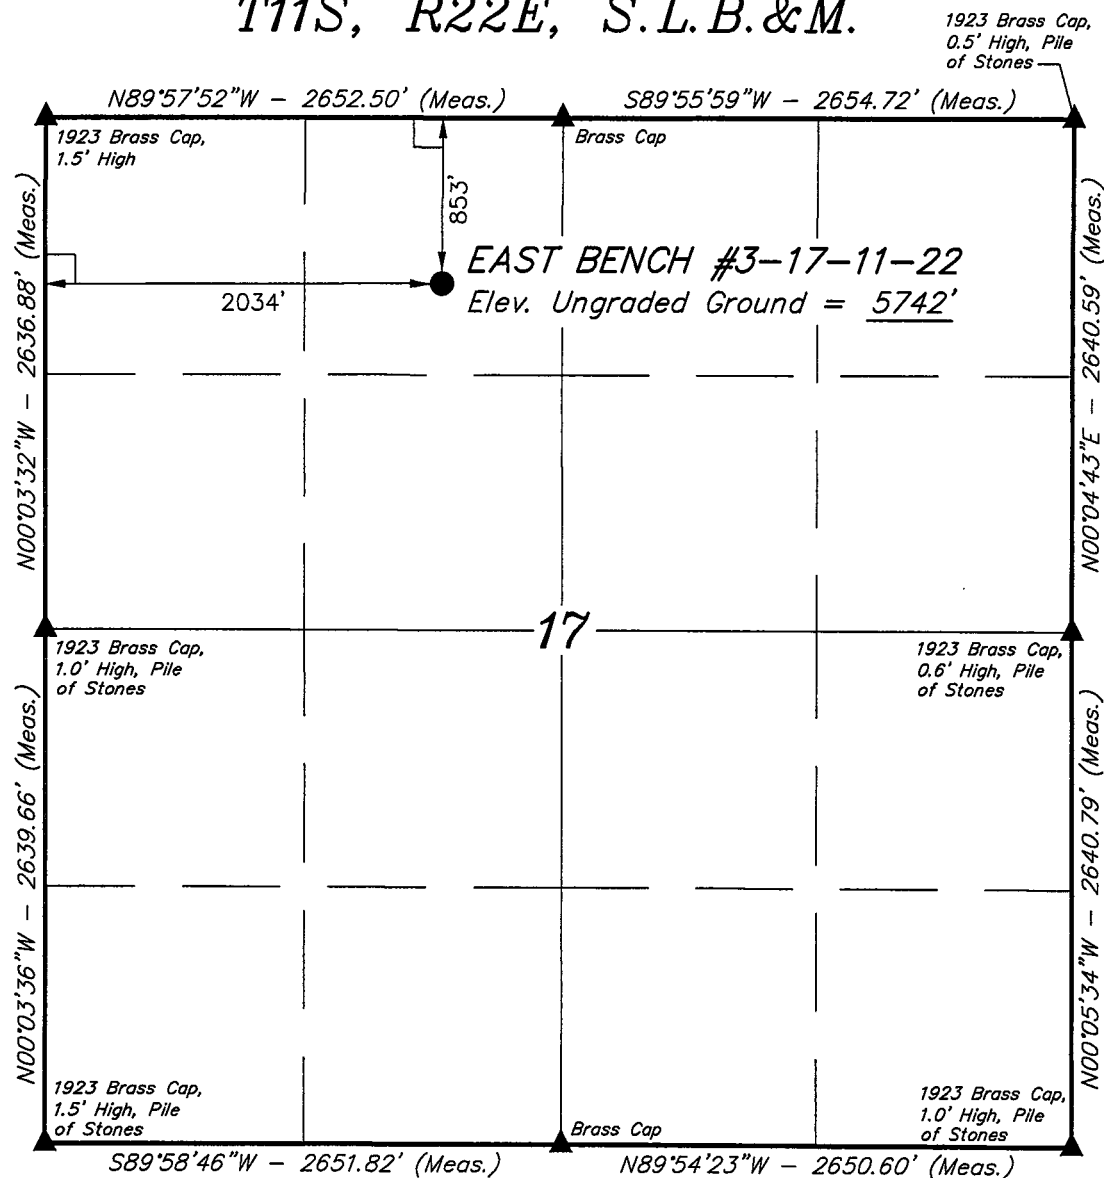 T11S, R22E, S.L.B.&M.
1923 Brass Cap,
0.5' High, Pile
of Stones
N89°57'52"W - 2652.50' (Meas.)
S89°55'59"W - 2654.72' (Meas.)
1923 Brass Cap,
1.5' High
Brass Cap
853'
N00°03'32"W - 2636.88' (Meas.)
N00°04'43"E - 2640.59' (Meas.)
EAST BENCH #3-17-11-22
2034'
Elev. Ungraded Ground = 5742'
17
1923 Brass Cap,
1.0' High, Pile
of Stones
1923 Brass Cap,
0.6' High, Pile
of Stones
N00°03'36"W - 2639.66' (Meas.)
N00°05'34"W - 2640.79' (Meas.)
1923 Brass Cap,
1.5' High, Pile
of Stones
Brass Cap
1923 Brass Cap,
1.0' High, Pile
of Stones
S89°58'46"W - 2651.82' (Meas.)
N89°54'23"W - 2650.60' (Meas.)